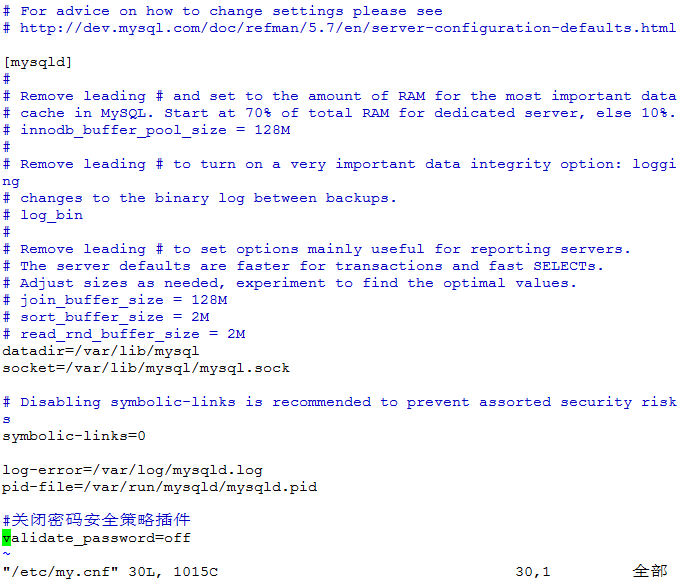 # For advice on how to change settings please see
# http://dev.mysql.com/doc/refman/5.7/en/server-configuration-defaults.html

[mysqld]
#
# Remove leading # and set to the amount of RAM for the most important data
# cache in MySQL. Start at 70% of total RAM for dedicated server, else 10%.
# innodb_buffer_pool_size = 128M
#
# Remove leading # to turn on a very important data integrity option: loggi
ng
# changes to the binary log between backups.
# log_bin
#
# Remove leading # to set options mainly useful for reporting servers.
# The server defaults are faster for transactions and fast SELECTs.
# Adjust sizes as needed, experiment to find the optimal values.
# join_buffer_size = 128M
# sort_buffer_size = 2M
# read_rnd_buffer_size = 2M
datadir=/var/lib/mysql
socket=/var/lib/mysql/mysql.sock

# Disabling symbolic-links is recommended to prevent assorted security risk
s
symbolic-links=0

log-error=/var/log/mysqld.log
pid-file=/var/run/mysqld/mysqld.pid

#关闭密码安全策略插件
validate_password=off
~
"/etc/my.cnf" 30L, 1015C 30,1 全部